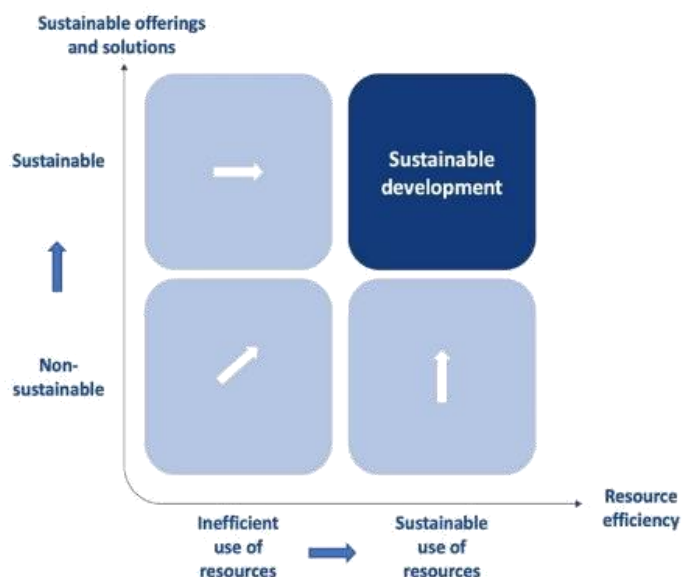 Sustainable offerings
and solutions
Sustainable
Sustainable
development
Non-
sustainable
Resource
efficiency
Inefficient
use of
resources
Sustainable
use of
resources